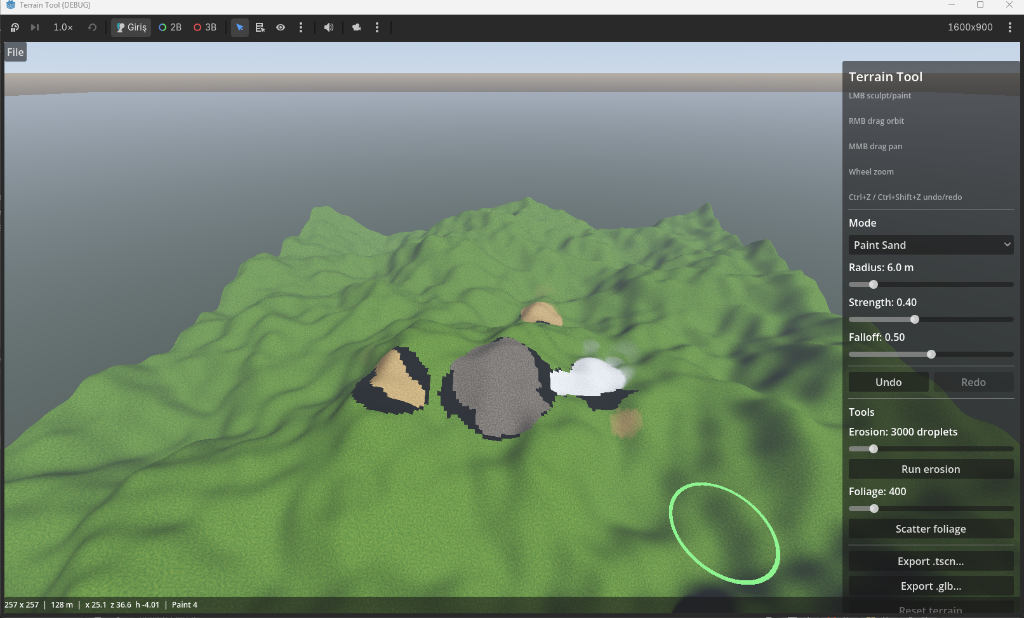 Terrain Tool (DEBUG)
1.0×
Giriş
2B
3B
1600x900
File
Terrain Tool
LMB sculpt/paint
RMB drag orbit
MMB drag pan
Wheel zoom
Ctrl+Z / Ctrl+Shift+Z undo/redo
Mode
Paint Sand
Radius: 6.0 m
Strength: 0.40
Falloff: 0.50
Undo
Redo
Tools
Erosion: 3000 droplets
Run erosion
Foliage: 400
Scatter foliage
Export .tscn...
Export .glb...
Reset terrain
257 x 257 | 128 m | x 25.1 z 36.6 h -4.01 | Paint 4